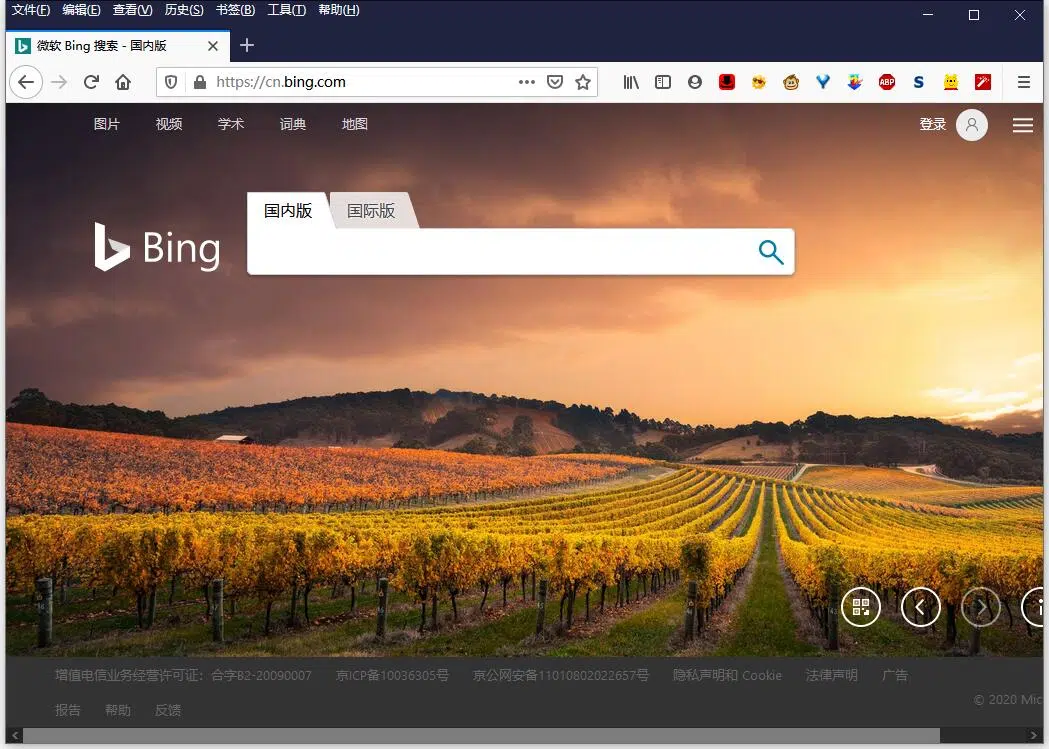 文件(F) 编辑(E) 查看(V) 历史(S) 书签(B) 工具(T) 帮助(H)
微软 Bing 搜索 - 国内版
https://cn.bing.com
ABP
S
图片 视频 学术 词典 地图
登录
国内版 国际版
Bing
增值电信业务经营许可证：合字B2-20090007 京ICP备10036305号 京公网安备11010802022657号 隐私声明和 Cookie 法律声明 广告
© 2020 Mic
报告 帮助 反馈